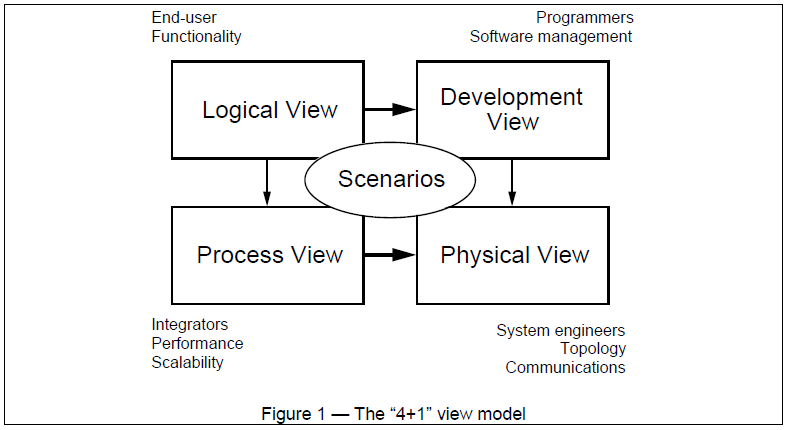 End-user
Functionality
Programmers
Software management
Logical View
Development
View
Scenarios
Process View
Physical View
Integrators
Performance
Scalability
System engineers
Topology
Communications
Figure 1 — The “4+1” view model